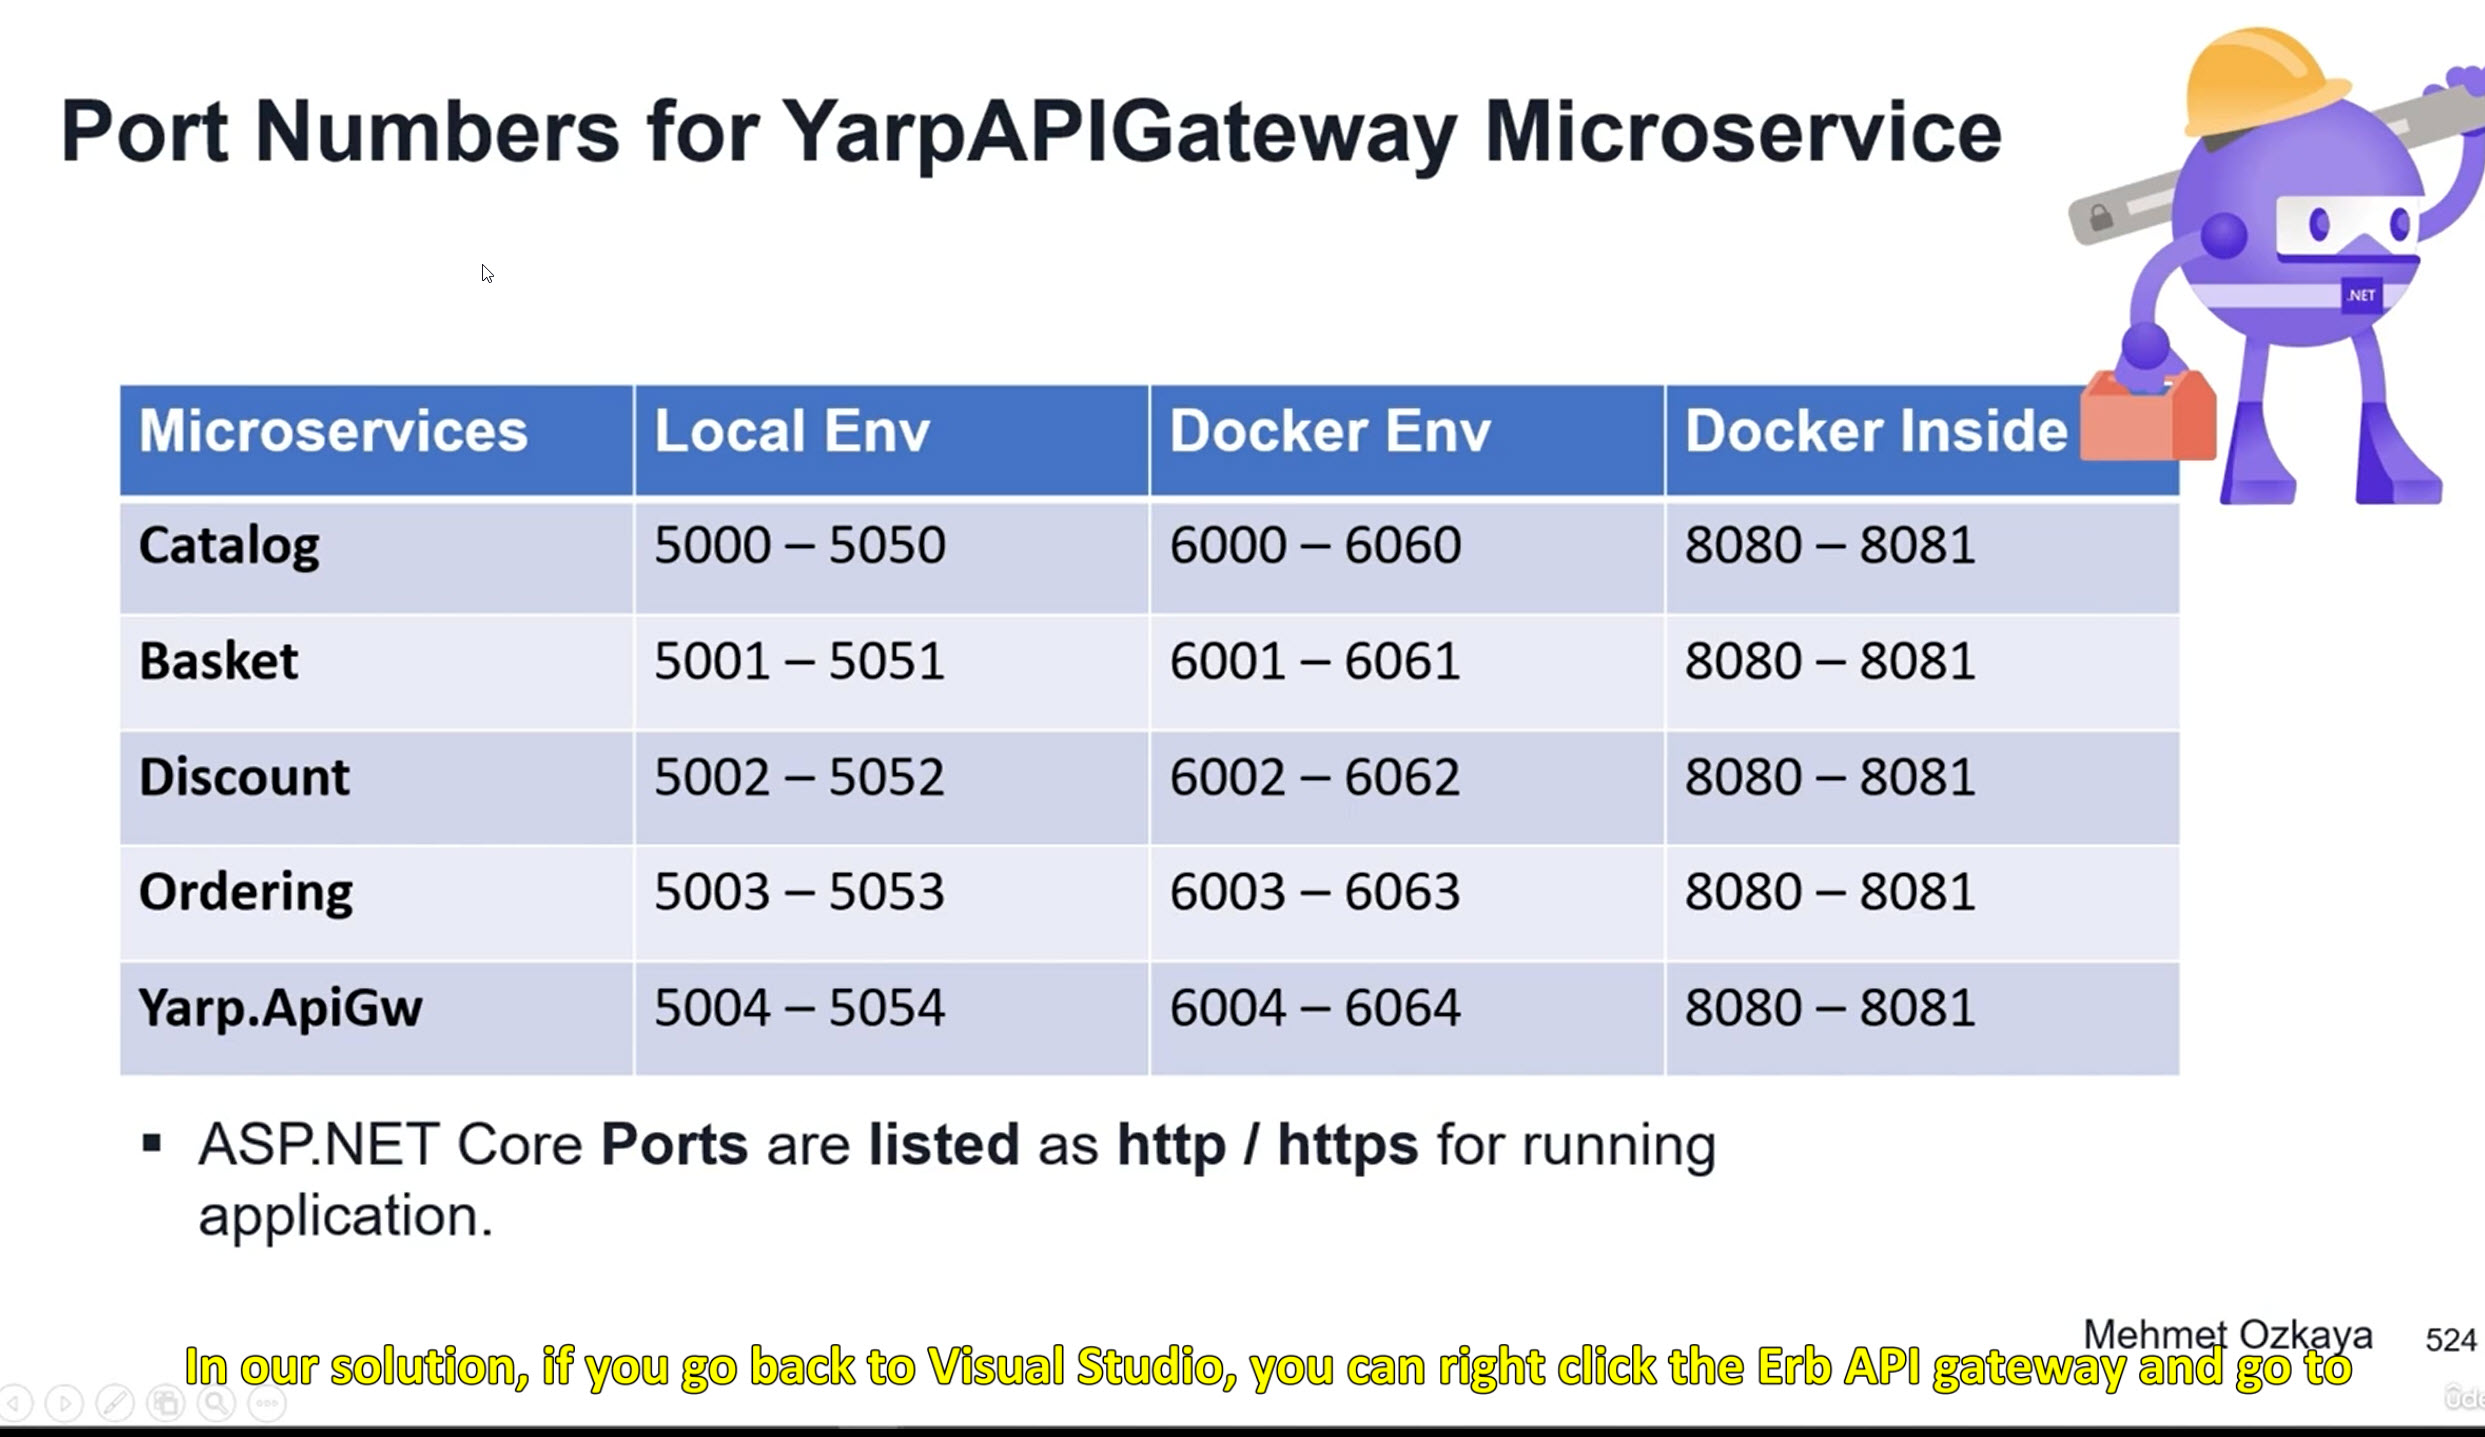 Port Numbers for YarpAPIGateway Microservice
.NET
Microservices Local Env Docker Env Docker Inside
Catalog 5000 – 5050 6000 – 6060 8080 – 8081
Basket 5001 – 5051 6001 – 6061 8080 – 8081
Discount 5002 – 5052 6002 – 6062 8080 – 8081
Ordering 5003 – 5053 6003 – 6063 8080 – 8081
Yarp.ApiGw 5004 – 5054 6004 – 6064 8080 – 8081
▪ ASP.NET Core Ports are listed as http / https for running
application.
Mehmet Ozkaya 524
In our solution, if you go back to Visual Studio, you can right click the Erb API gateway and go to